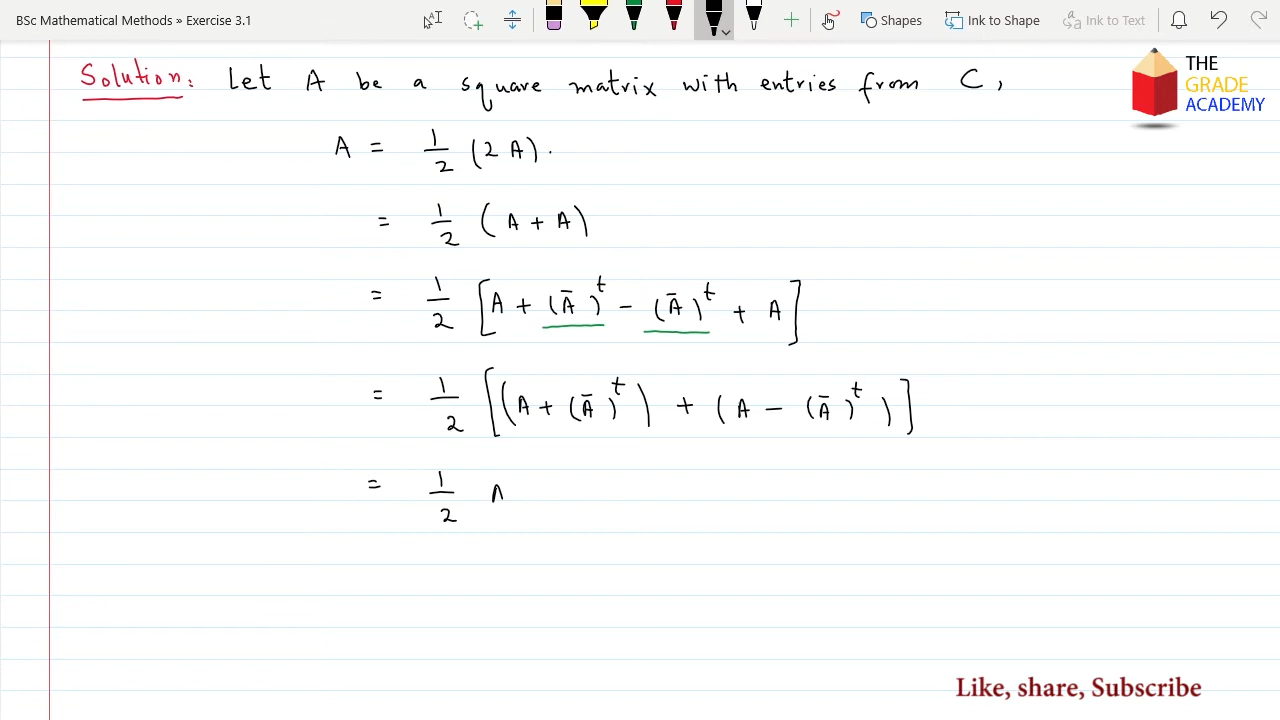 BSc Mathematical Methods » Exercise 3.1
Shapes
Ink to Shape
Ink to Text
THE
GRADE
ACADEMY
Solution: Let A be a square matrix with entries from C,
A = 1/2 (2A).
= 1/2 (A + A)
= 1/2 [A + (Ā)^t - (Ā)^t + A]
= 1/2 [(A + (Ā)^t) + (A - (Ā)^t)]
= 1/2 A
Like, share, Subscribe